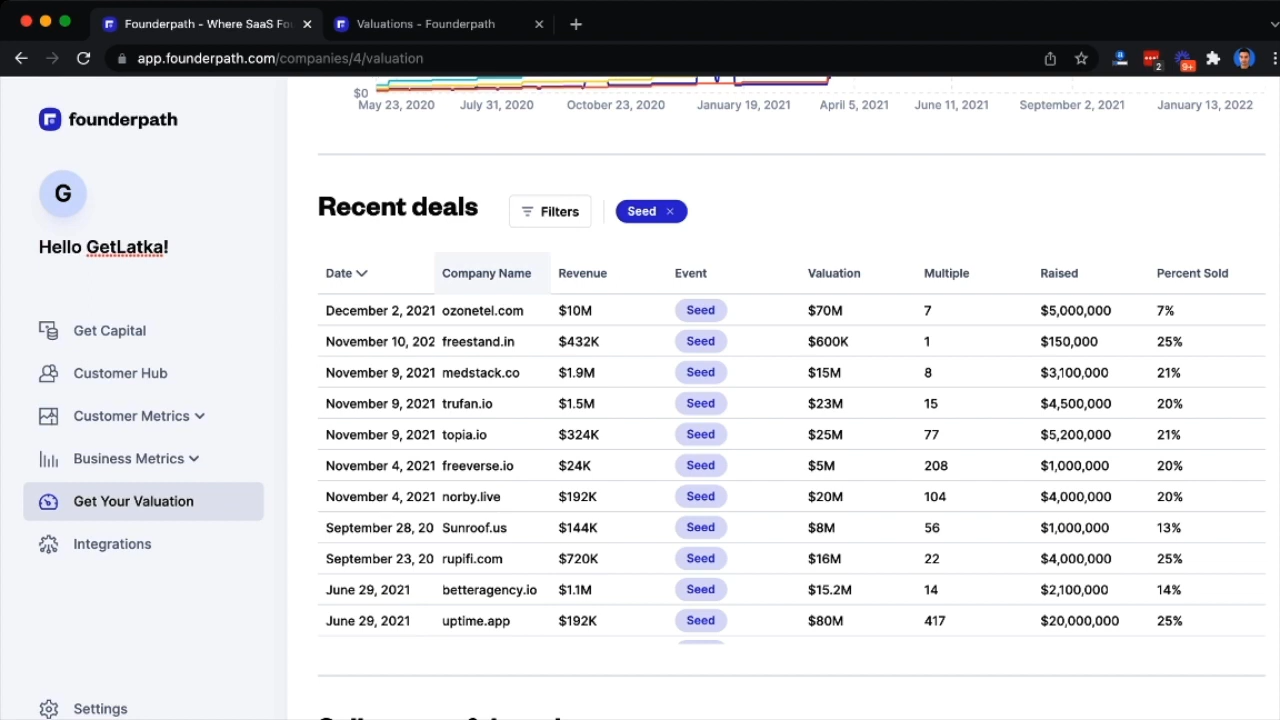 Founderpath - Where SaaS Fou
Valuations - Founderpath
app.founderpath.com/companies/4/valuation
2
9+
founderpath
G
Hello GetLatka!
Get Capital
Customer Hub
Customer Metrics
Business Metrics
Get Your Valuation
Integrations
Settings
$0
May 23, 2020 July 31, 2020 October 23, 2020 January 19, 2021 April 5, 2021 June 11, 2021 September 2, 2021 January 13, 2022
Recent deals Filters Seed
Date Company Name Revenue Event Valuation Multiple Raised Percent Sold
December 2, 2021 ozonetel.com $10M Seed $70M 7 $5,000,000 7%
November 10, 202 freestand.in $432K Seed $600K 1 $150,000 25%
November 9, 2021 medstack.co $1.9M Seed $15M 8 $3,100,000 21%
November 9, 2021 trufan.io $1.5M Seed $23M 15 $4,500,000 20%
November 9, 2021 topia.io $324K Seed $25M 77 $5,200,000 21%
November 4, 2021 freeverse.io $24K Seed $5M 208 $1,000,000 20%
November 4, 2021 norby.live $192K Seed $20M 104 $4,000,000 20%
September 28, 20 Sunroof.us $144K Seed $8M 56 $1,000,000 13%
September 23, 20 rupifi.com $720K Seed $16M 22 $4,000,000 25%
June 29, 2021 betteragency.io $1.1M Seed $15.2M 14 $2,100,000 14%
June 29, 2021 uptime.app $192K Seed $80M 417 $20,000,000 25%